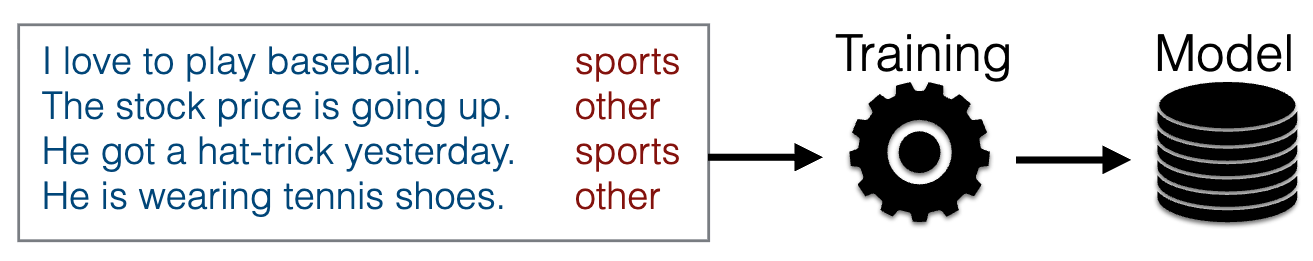 I love to play baseball. sports
The stock price is going up. other
He got a hat-trick yesterday. sports
He is wearing tennis shoes. other
Training
Model